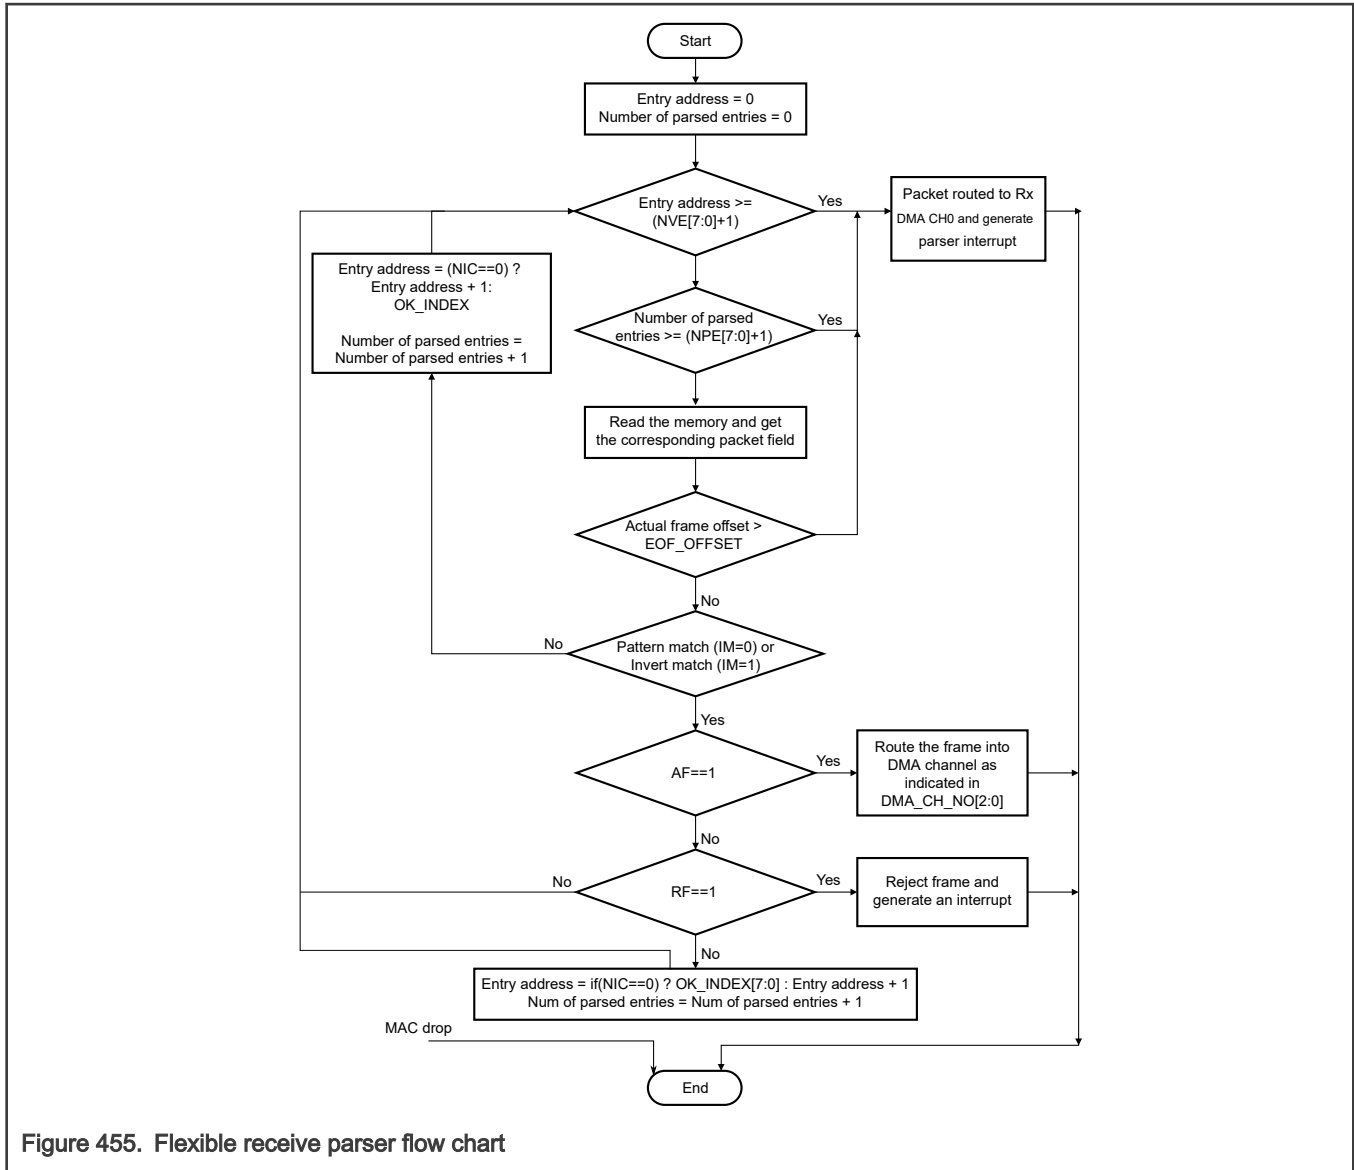 Start
Entry address = 0
Number of parsed entries = 0
Entry address >=
(NVE[7:0]+1)
Yes
Packet routed to Rx
DMA CH0 and generate
parser interrupt
Entry address = (NIC==0) ?
Entry address + 1:
OK_INDEX
Number of parsed entries =
Number of parsed entries + 1
Number of parsed
entries >= (NPE[7:0]+1)
Yes
Read the memory and get
the corresponding packet field
Actual frame offset >
EOF_OFFSET
No
Pattern match (IM=0) or
Invert match (IM=1)
No
Yes
AF==1
Yes
Route the frame into
DMA channel as
indicated in
DMA_CH_NO[2:0]
No
RF==1
No
Yes
Reject frame and
generate an interrupt
No
Entry address = if(NIC==0) ? OK_INDEX[7:0] : Entry address + 1
Num of parsed entries = Num of parsed entries + 1
MAC drop
End
Figure 455. Flexible receive parser flow chart